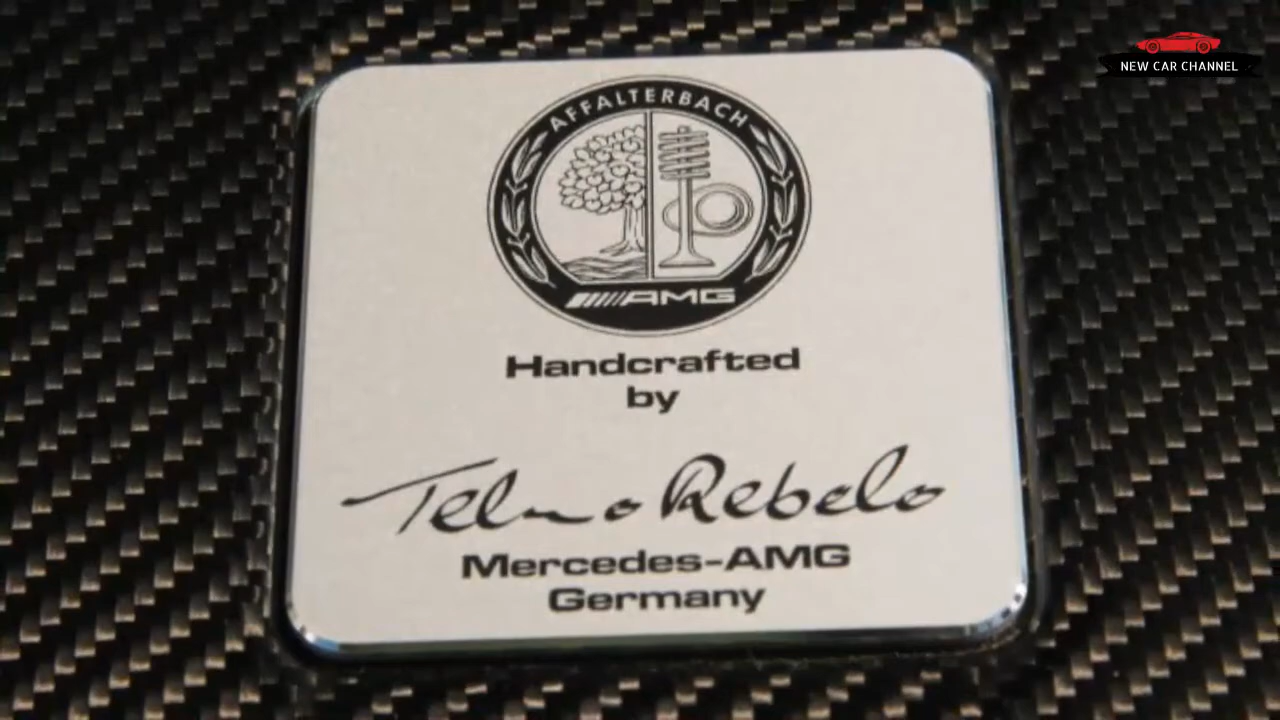 NEW CAR CHANNEL
AFFALTERBACH
AMG
Handcrafted
by
Telmo Rebelo
Mercedes-AMG
Germany